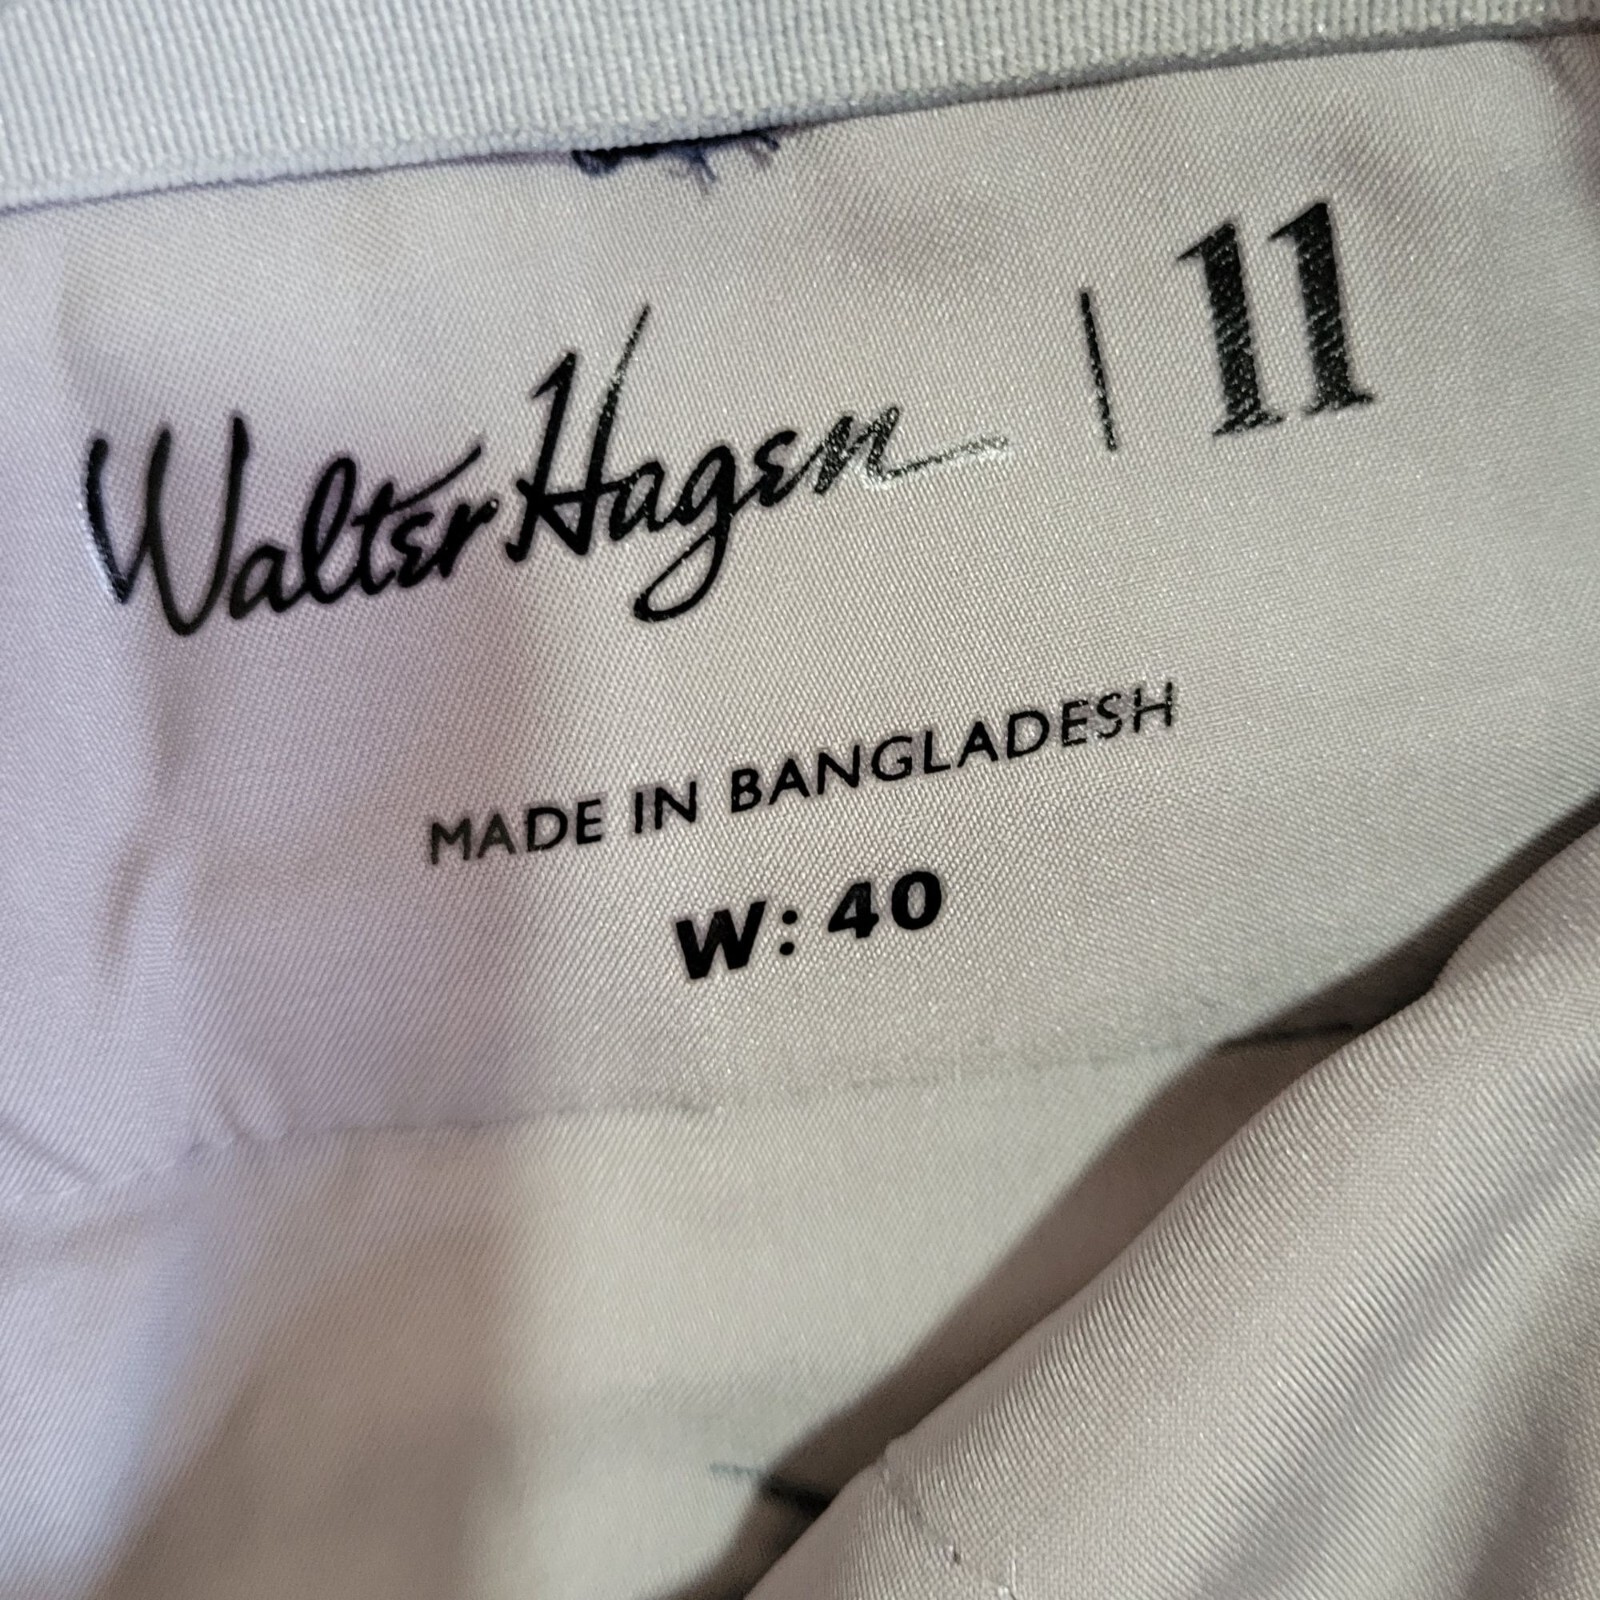 Walter Hagen | 11
MADE IN BANGLADESH
W: 40